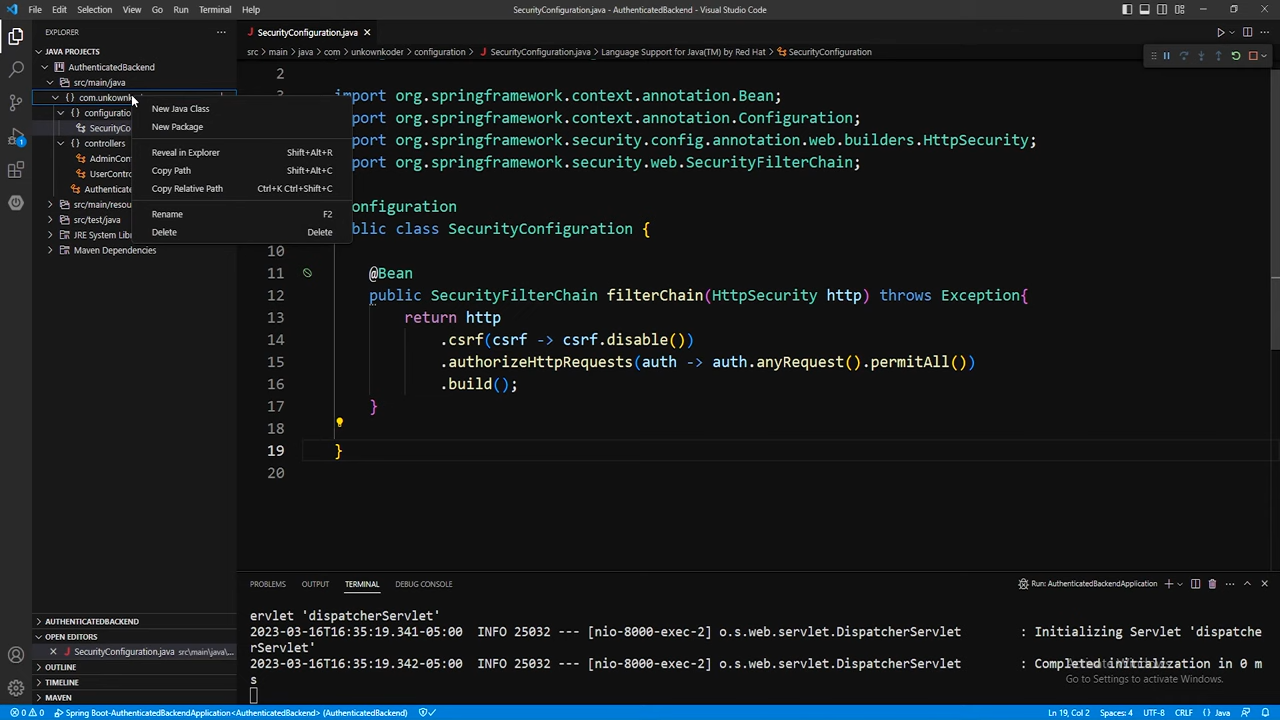 File Edit Selection View Go Run Terminal Help
SecurityConfiguration.java - AuthenticatedBackend - Visual Studio Code
EXPLORER
JAVA PROJECTS
AuthenticatedBackend
src/main/java
com.unkownk
configuratio
SecurityCo
controllers
AdminCon
UserContro
Authenticate
src/main/resou
src/test/java
JRE System Libr
Maven Dependencies
New Java Class
New Package
Reveal in Explorer Shift+Alt+R
Copy Path Shift+Alt+C
Copy Relative Path Ctrl+K Ctrl+Shift+C
Rename F2
Delete Delete
SecurityConfiguration.java
src > main > java > com > unkownkoder > configuration > SecurityConfiguration.java > Language Support for Java(TM) by Red Hat > SecurityConfiguration
2
import org.springframework.context.annotation.Bean;
import org.springframework.context.annotation.Configuration;
import org.springframework.security.config.annotation.web.builders.HttpSecurity;
import org.springframework.security.web.SecurityFilterChain;
onfiguration
blic class SecurityConfiguration {
10
11 @Bean
12 public SecurityFilterChain filterChain(HttpSecurity http) throws Exception{
13 return http
14 .csrf(csrf -> csrf.disable())
15 .authorizeHttpRequests(auth -> auth.anyRequest().permitAll())
16 .build();
17 }
18
19 }
20
PROBLEMS OUTPUT TERMINAL DEBUG CONSOLE
Run: AuthenticatedBackendApplication
ervlet 'dispatcherServlet'
2023-03-16T16:35:19.341-05:00 INFO 25032 --- [nio-8000-exec-2] o.s.web.servlet.DispatcherServlet : Initializing Servlet 'dispatche
rServlet'
2023-03-16T16:35:19.342-05:00 INFO 25032 --- [nio-8000-exec-2] o.s.web.servlet.DispatcherServlet : Completed initialization in 0 m
s
Activate Windows
Go to Settings to activate Windows.
AUTHENTICATEDBACKEND
OPEN EDITORS
SecurityConfiguration.java src\main\java\...
OUTLINE
TIMELINE
MAVEN
0 0 Spring Boot-AuthenticatedBackendApplication<AuthenticatedBackend> (AuthenticatedBackend)
Ln 19, Col 2 Spaces: 4 UTF-8 CRLF {} Java